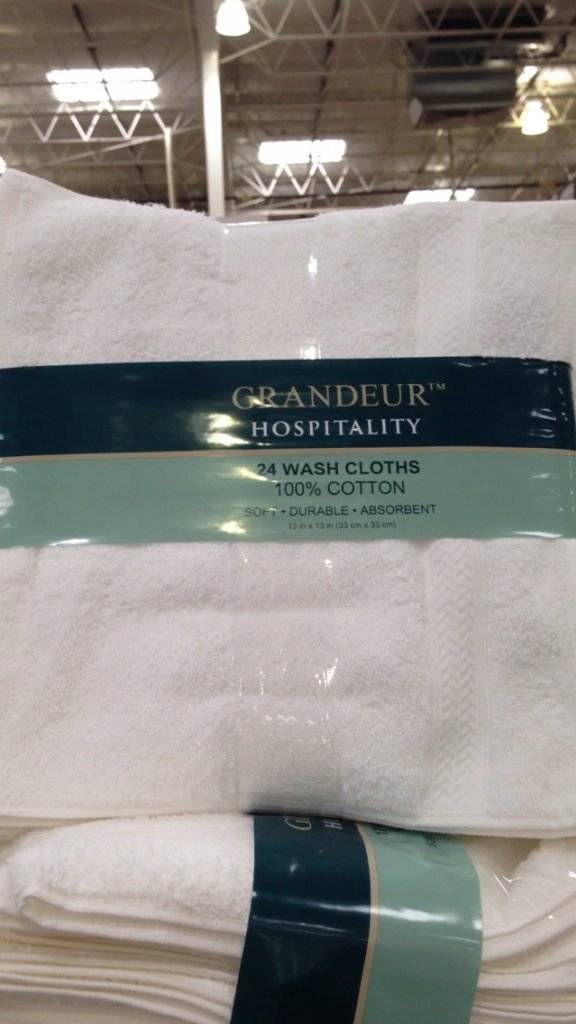 GRANDEUR™
HOSPITALITY
24 WASH CLOTHS
100% COTTON
SOFT • DURABLE • ABSORBENT
13 in x 13 in (33 cm x 33 cm)
G
H